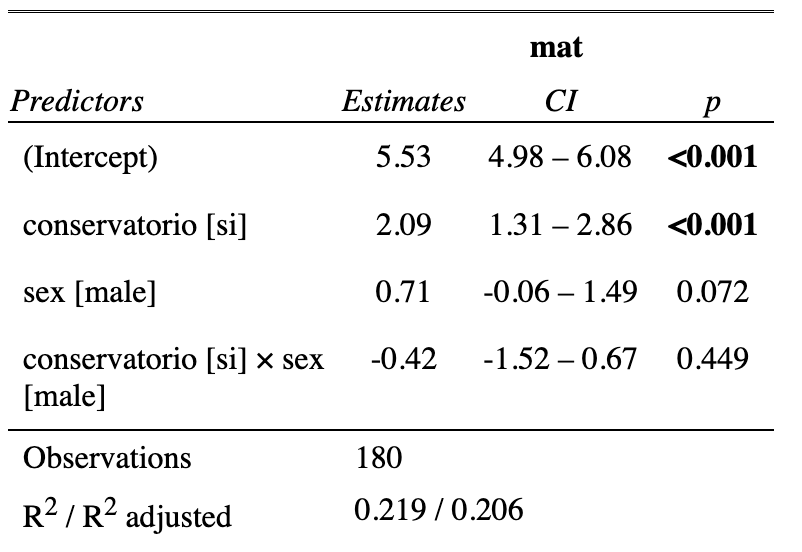 mat
Predictors Estimates CI p
(Intercept) 5.53 4.98 – 6.08 <0.001
conservatorio [si] 2.09 1.31 – 2.86 <0.001
sex [male] 0.71 -0.06 – 1.49 0.072
conservatorio [si] × sex -0.42 -1.52 – 0.67 0.449
[male]
Observations 180
R² / R² adjusted 0.219 / 0.206